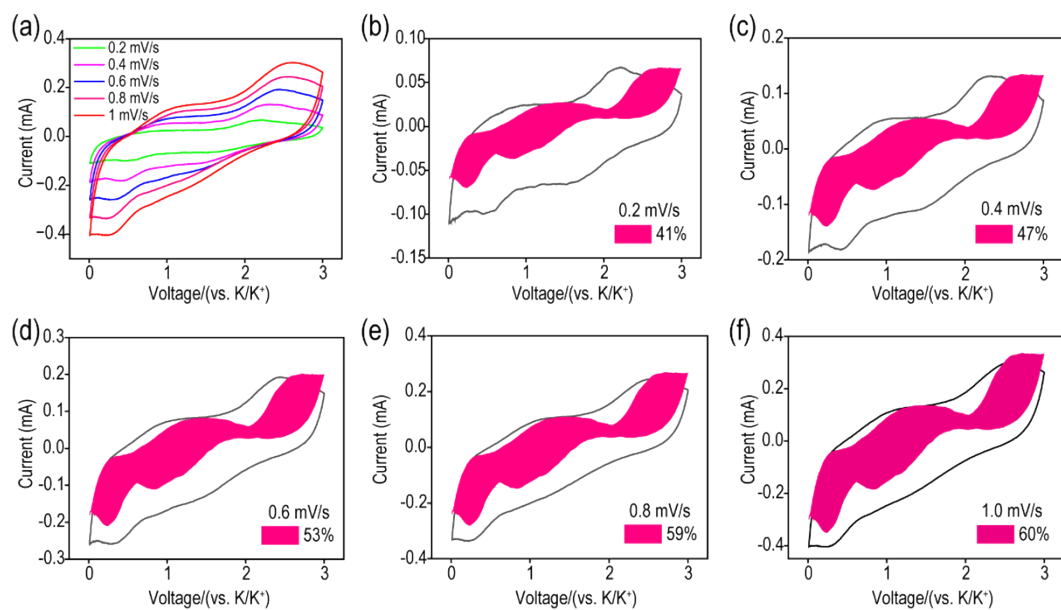 (a)
0.4
0.2
0.0
−0.2
−0.4
Current (mA)
0.2 mV/s
0.4 mV/s
0.6 mV/s
0.8 mV/s
1 mV/s
0 1 2 3
Voltage/(vs. K/K⁺)
(b)
0.10
0.05
0.00
-0.05
-0.10
-0.15
Current (mA)
0.2 mV/s
41%
0 1 2 3
Voltage/(vs. K/K⁺)
(c)
0.2
0.1
0.0
-0.1
-0.2
Current (mA)
0.4 mV/s
47%
0 1 2 3
Voltage/(vs. K/K⁺)
(d)
0.3
0.2
0.1
0.0
-0.1
-0.2
-0.3
Current (mA)
0.6 mV/s
53%
0 1 2 3
Voltage/(vs. K/K⁺)
(e)
0.4
0.2
0.0
-0.2
-0.4
Current (mA)
0.8 mV/s
59%
0 1 2 3
Voltage/(vs. K/K⁺)
(f)
0.4
0.2
0.0
-0.2
-0.4
Current (mA)
1.0 mV/s
60%
0 1 2 3
Voltage/(vs. K/K⁺)